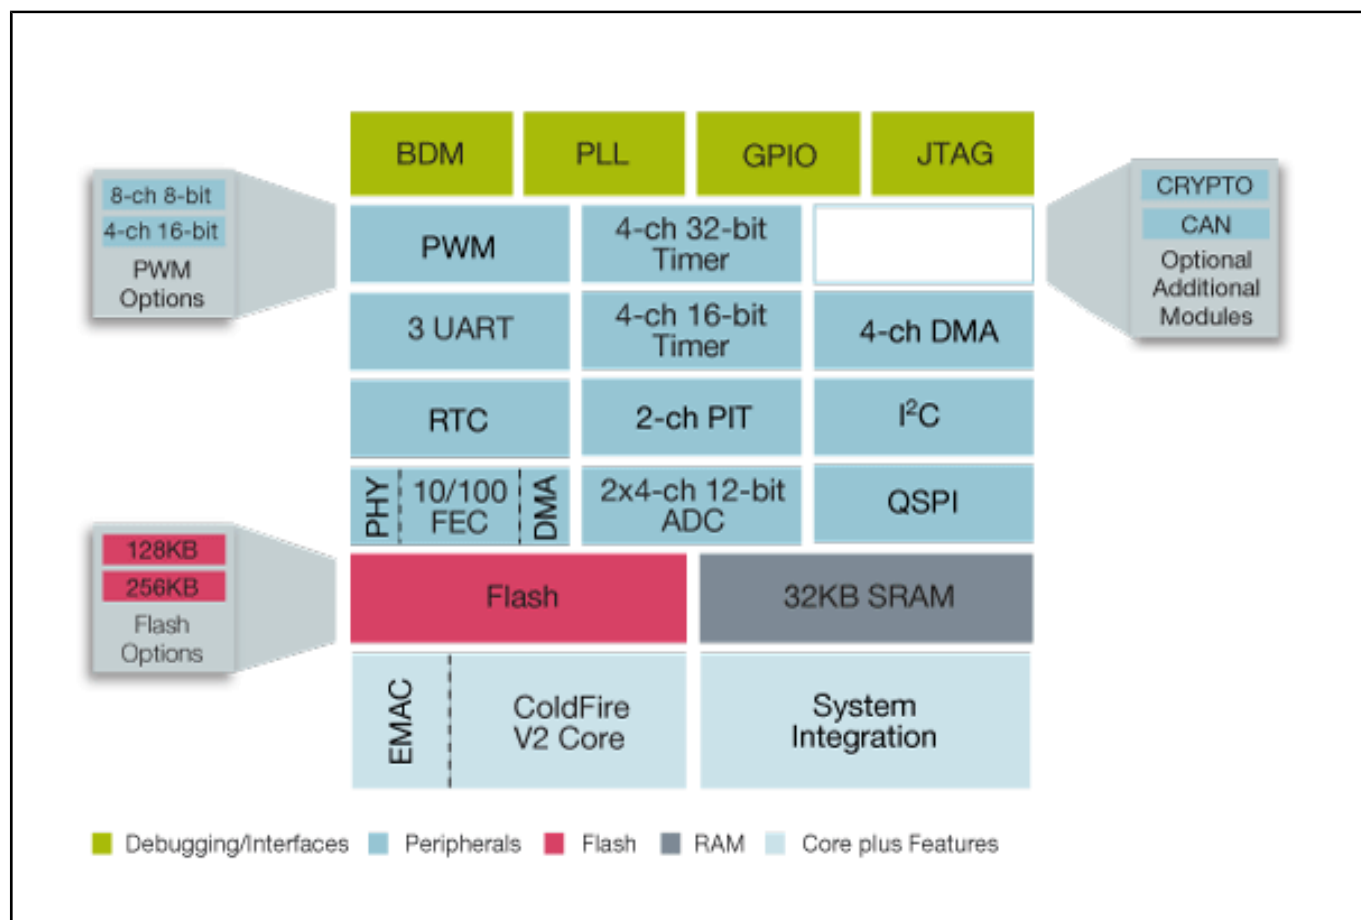 BDM
PLL
GPIO
JTAG
8-ch 8-bit
4-ch 16-bit
PWM
Options
PWM
4-ch 32-bit
Timer
CRYPTO
CAN
Optional
Additional
Modules
3 UART
4-ch 16-bit
Timer
4-ch DMA
RTC
2-ch PIT
I²C
PHY
10/100
FEC
DMA
2x4-ch 12-bit
ADC
QSPI
128KB
256KB
Flash
Options
Flash
32KB SRAM
EMAC
ColdFire
V2 Core
System
Integration
Debugging/Interfaces
Peripherals
Flash
RAM
Core plus Features